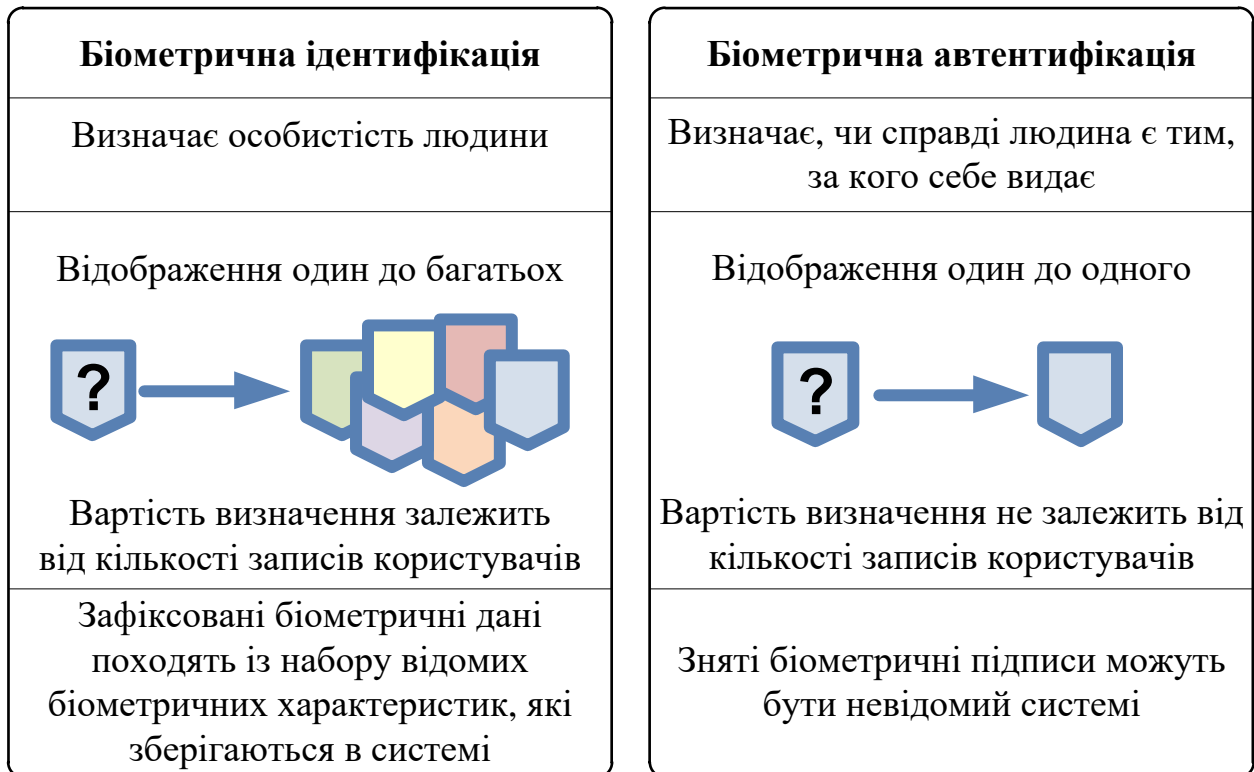 Біометрична ідентифікація
Визначає особистість людини
Відображення один до багатьох
?
Вартість визначення залежить
від кількості записів користувачів
Зафіксовані біометричні дані
походять із набору відомих
біометричних характеристик, які
зберігаються в системі
Біометрична автентифікація
Визначає, чи справді людина є тим,
за кого себе видає
Відображення один до одного
?
Вартість визначення не залежить від
кількості записів користувачів
Зняті біометричні підписи можуть
бути невідомий системі